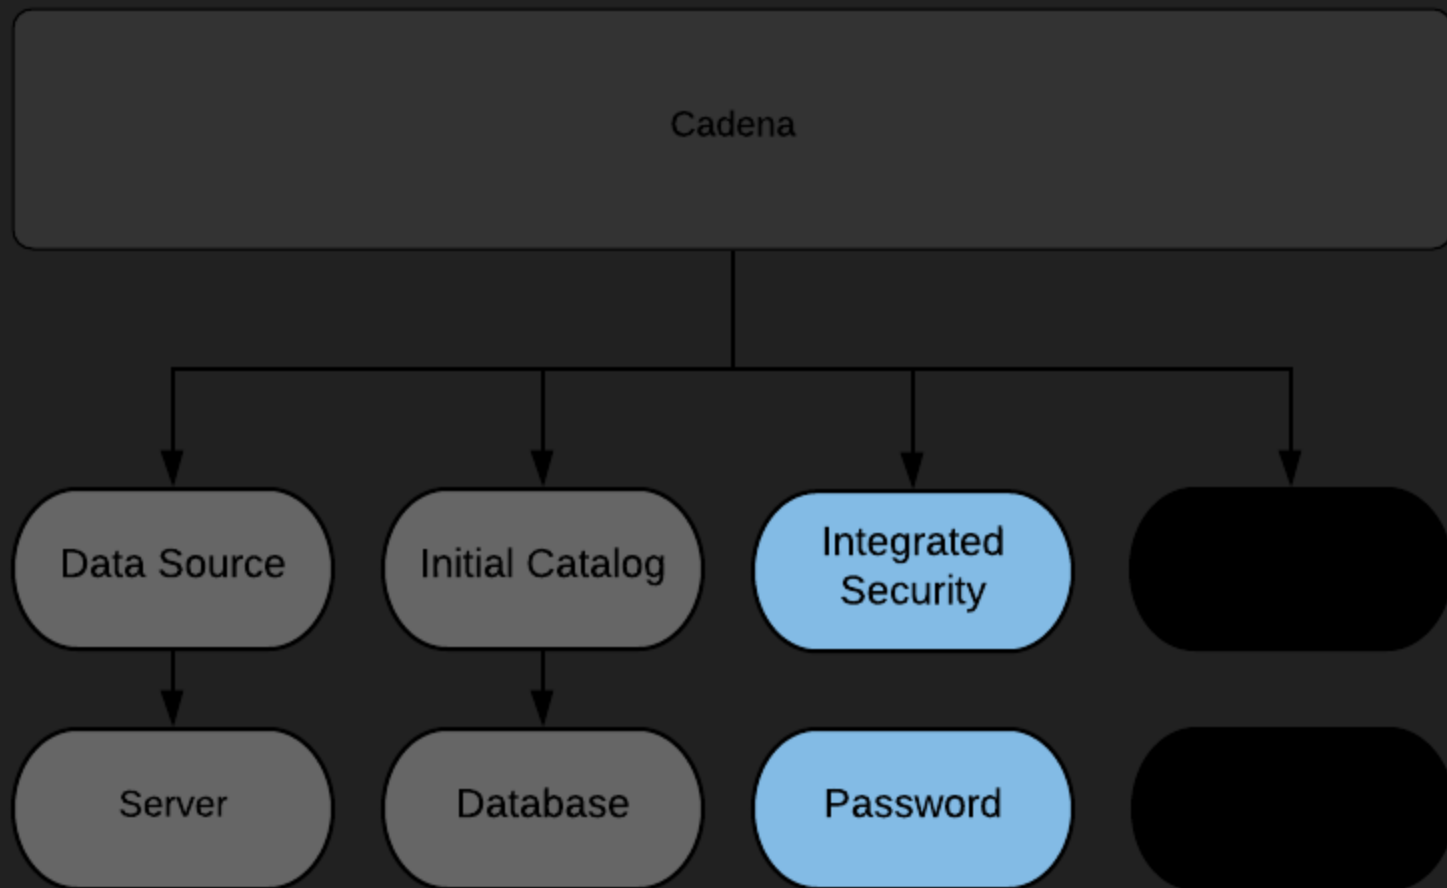 Cadena
Data Source
Initial Catalog
Integrated
Security
Server
Database
Password